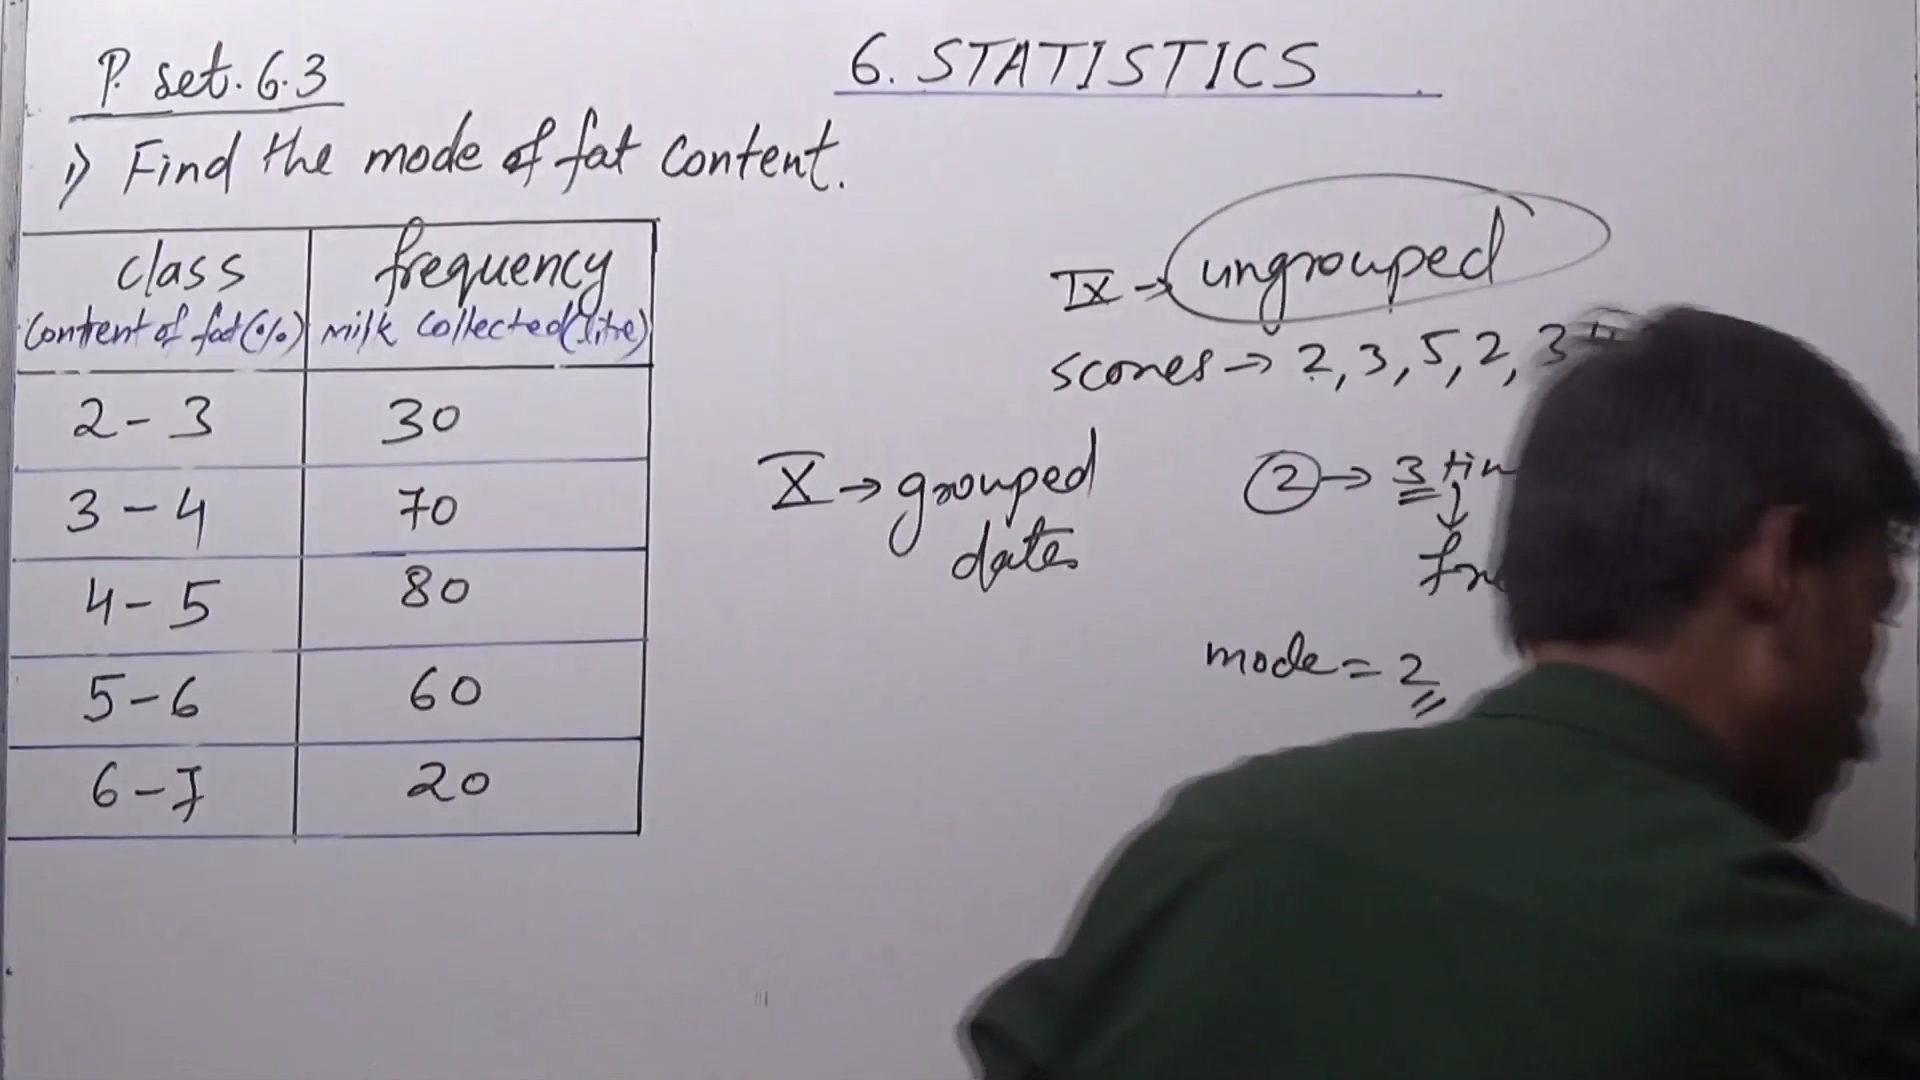 P. set. 6.3
6. STATISTICS
1) Find the mode of fat content.
class frequency
Content of fat (%) milk collected (litre)
2 - 3 30
3 - 4 70
4 - 5 80
5 - 6 60
6 - 7 20
IX → ungrouped
scores → 2, 3, 5, 2, 3
X → grouped
dates
2 → 3
mode = 2